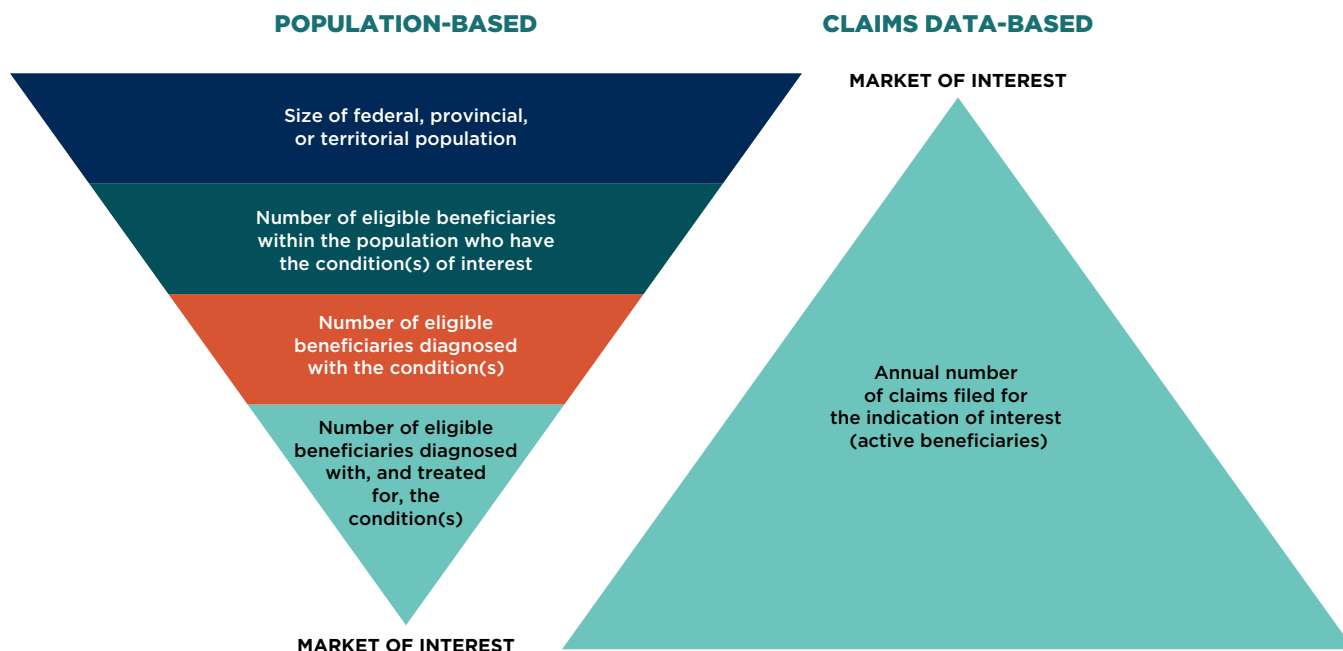 POPULATION-BASED
Size of federal, provincial,
or territorial population
Number of eligible beneficiaries
within the population who have
the condition(s) of interest
Number of eligible
beneficiaries diagnosed
with the condition(s)
Number of eligible
beneficiaries diagnosed
with, and treated
for, the
condition(s)
MARKET OF INTEREST
CLAIMS DATA-BASED
MARKET OF INTEREST
Annual number
of claims filed for
the indication of interest
(active beneficiaries)